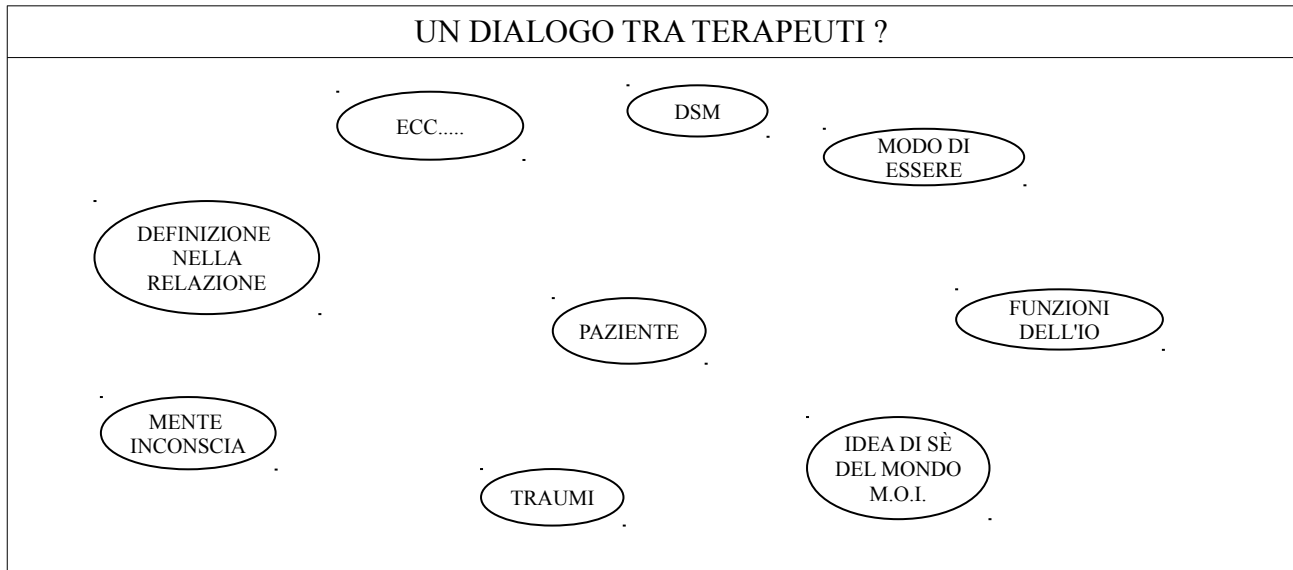 UN DIALOGO TRA TERAPEUTI ?
ECC.....
DSM
MODO DI
ESSERE
DEFINIZIONE
NELLA
RELAZIONE
FUNZIONI
DELL'IO
PAZIENTE
MENTE
INCONSCIA
IDEA DI SÈ
DEL MONDO
M.O.I.
TRAUMI